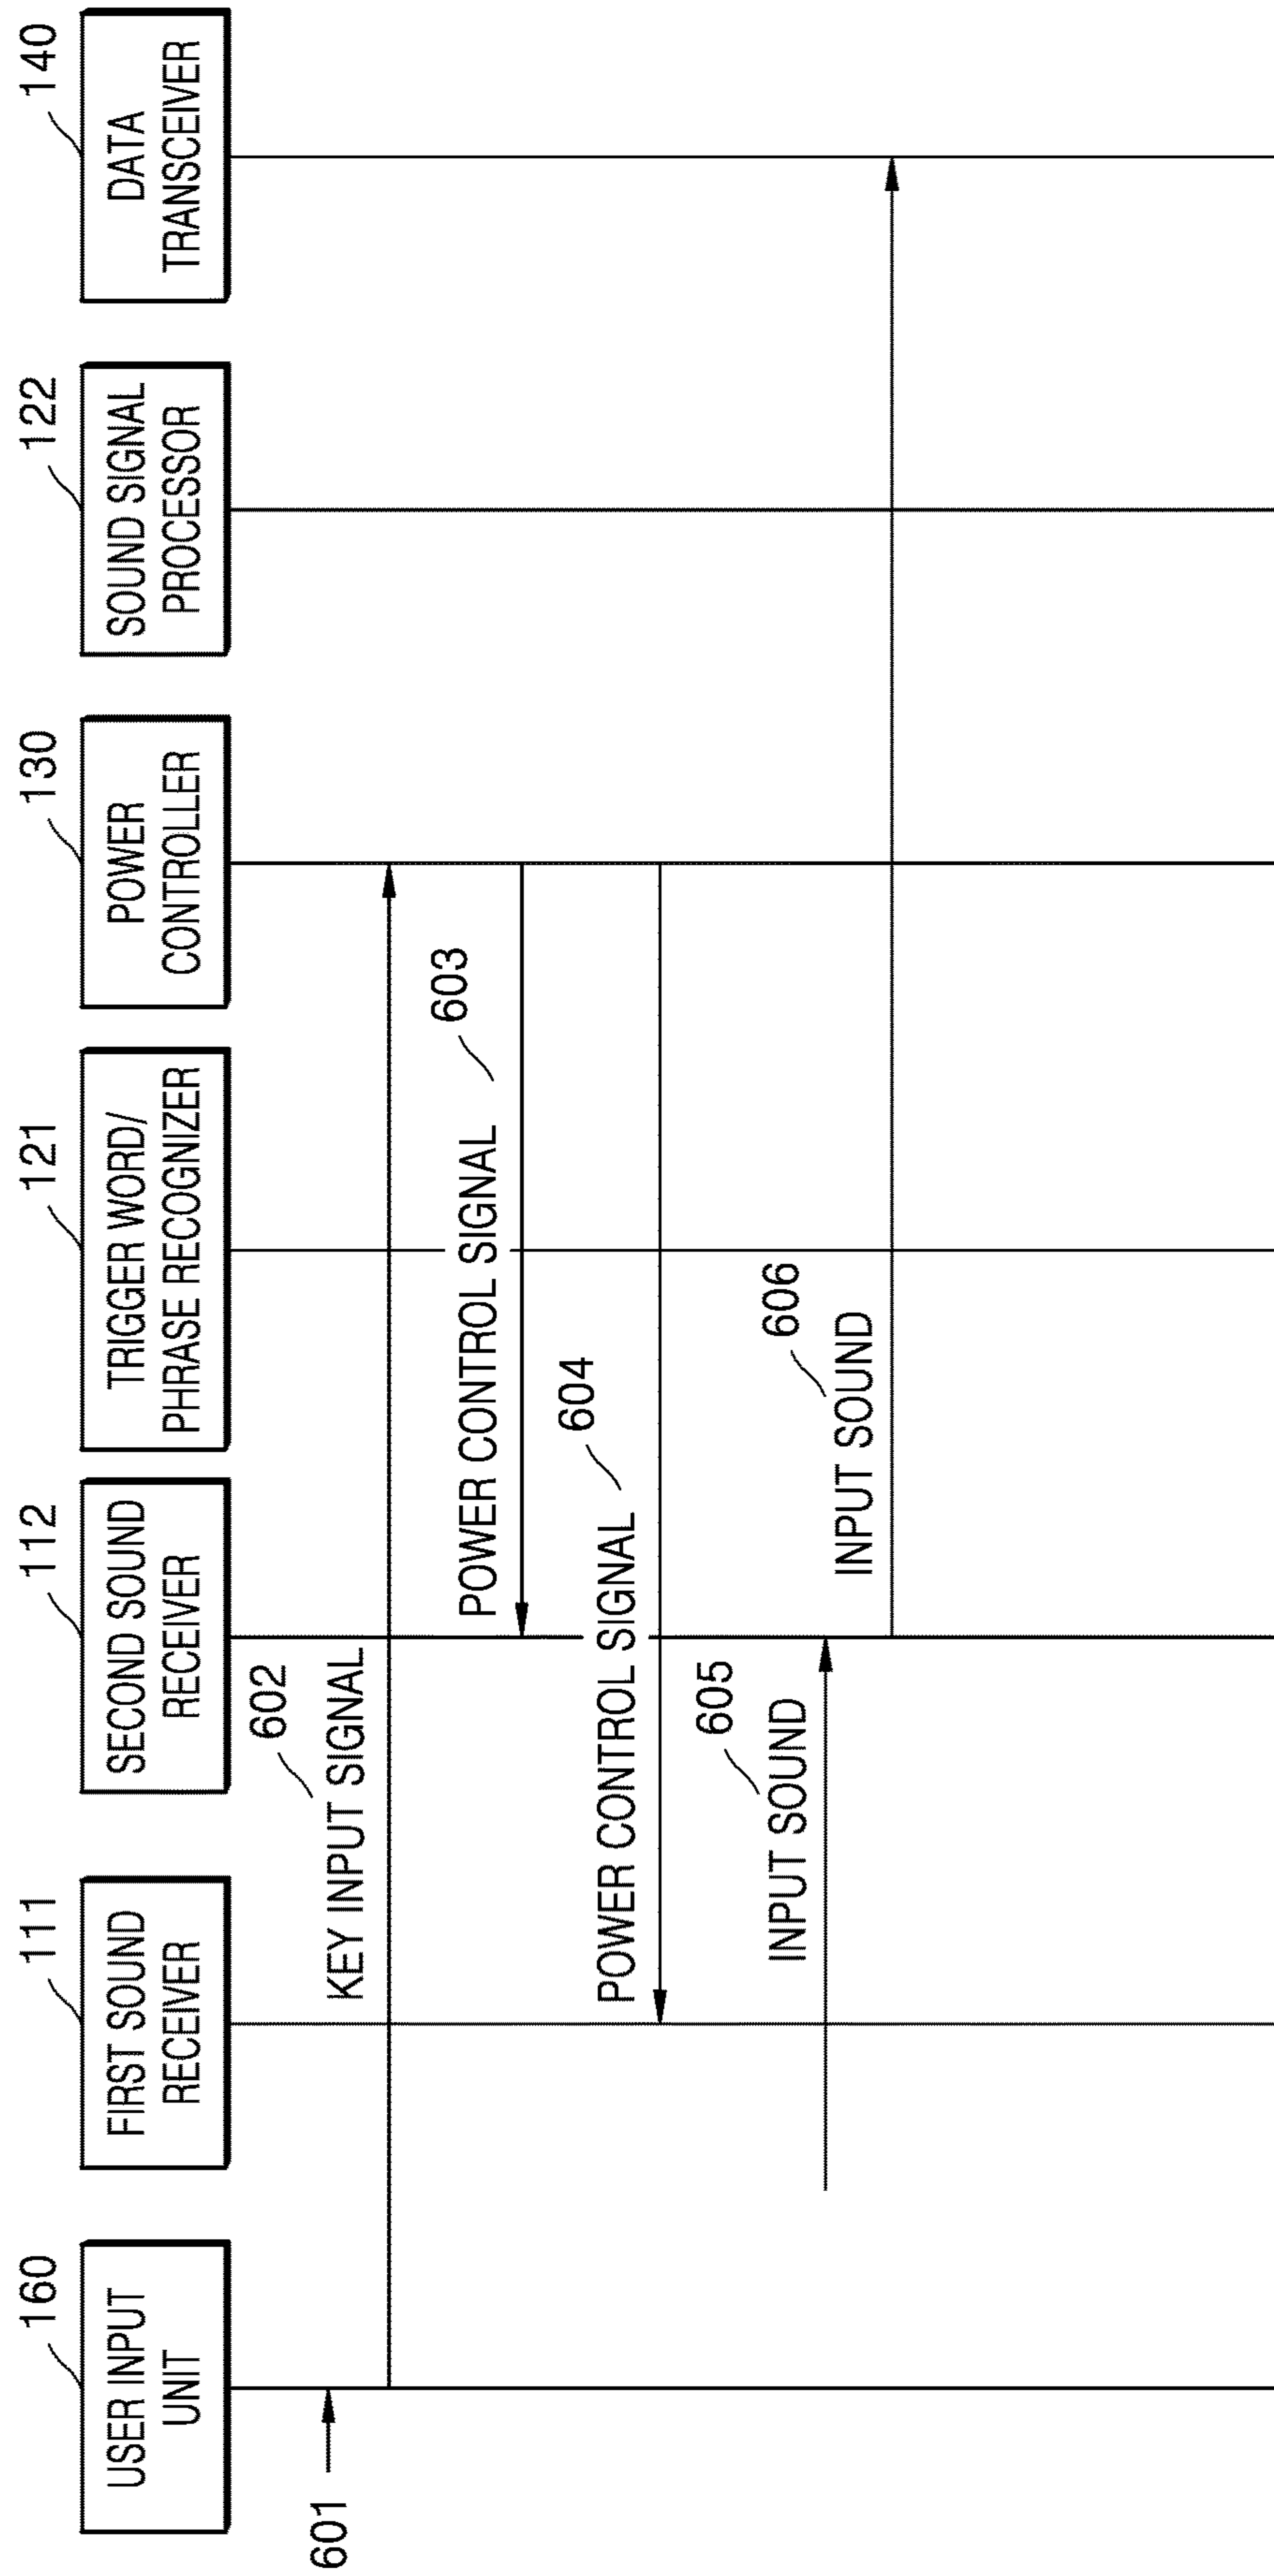 160
USER INPUT
UNIT
111
FIRST SOUND
RECEIVER
112
SECOND SOUND
RECEIVER
121
TRIGGER WORD/
PHRASE RECOGNIZER
130
POWER
CONTROLLER
122
SOUND SIGNAL
PROCESSOR
140
DATA
TRANSCEIVER
601
602
KEY INPUT SIGNAL
603
POWER CONTROL SIGNAL
604
POWER CONTROL SIGNAL
605
INPUT SOUND
606
INPUT SOUND